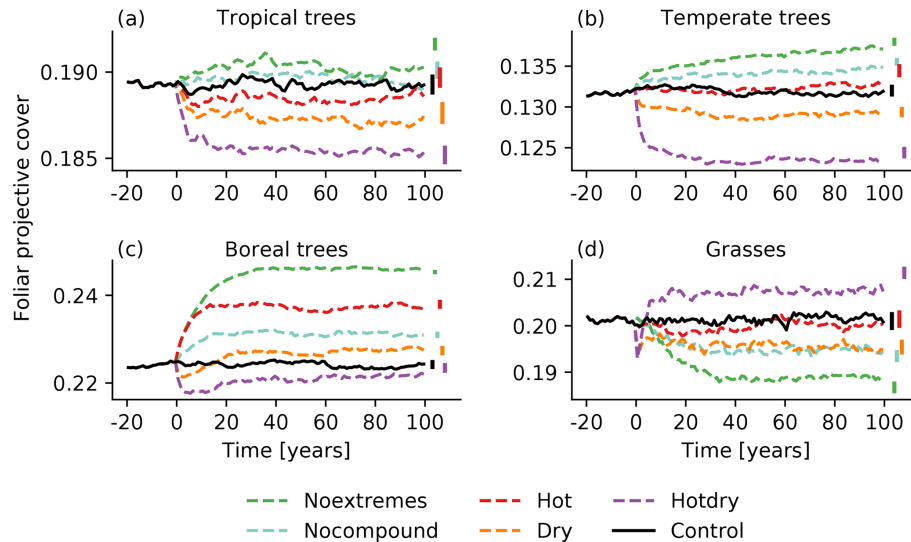 (a) Tropical trees
(b) Temperate trees
0.190
0.185
-20 0 20 40 60 80 100
0.135
0.130
0.125
-20 0 20 40 60 80 100
Foliar projective cover
(c) Boreal trees
(d) Grasses
0.24
0.22
-20 0 20 40 60 80 100
Time [years]
0.21
0.20
0.19
-20 0 20 40 60 80 100
Time [years]
Noextremes Hot Hotdry
Nocompound Dry Control